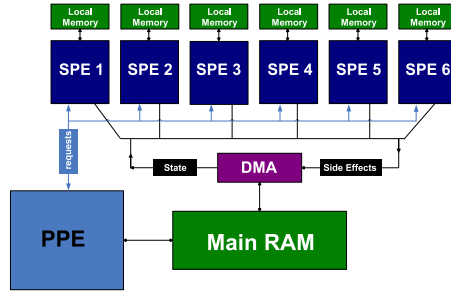 Local Local Local Local Local Local
Memory Memory Memory Memory Memory Memory
SPE 1 SPE 2 SPE 3 SPE 4 SPE 5 SPE 6
requests
State DMA Side Effects
PPE Main RAM